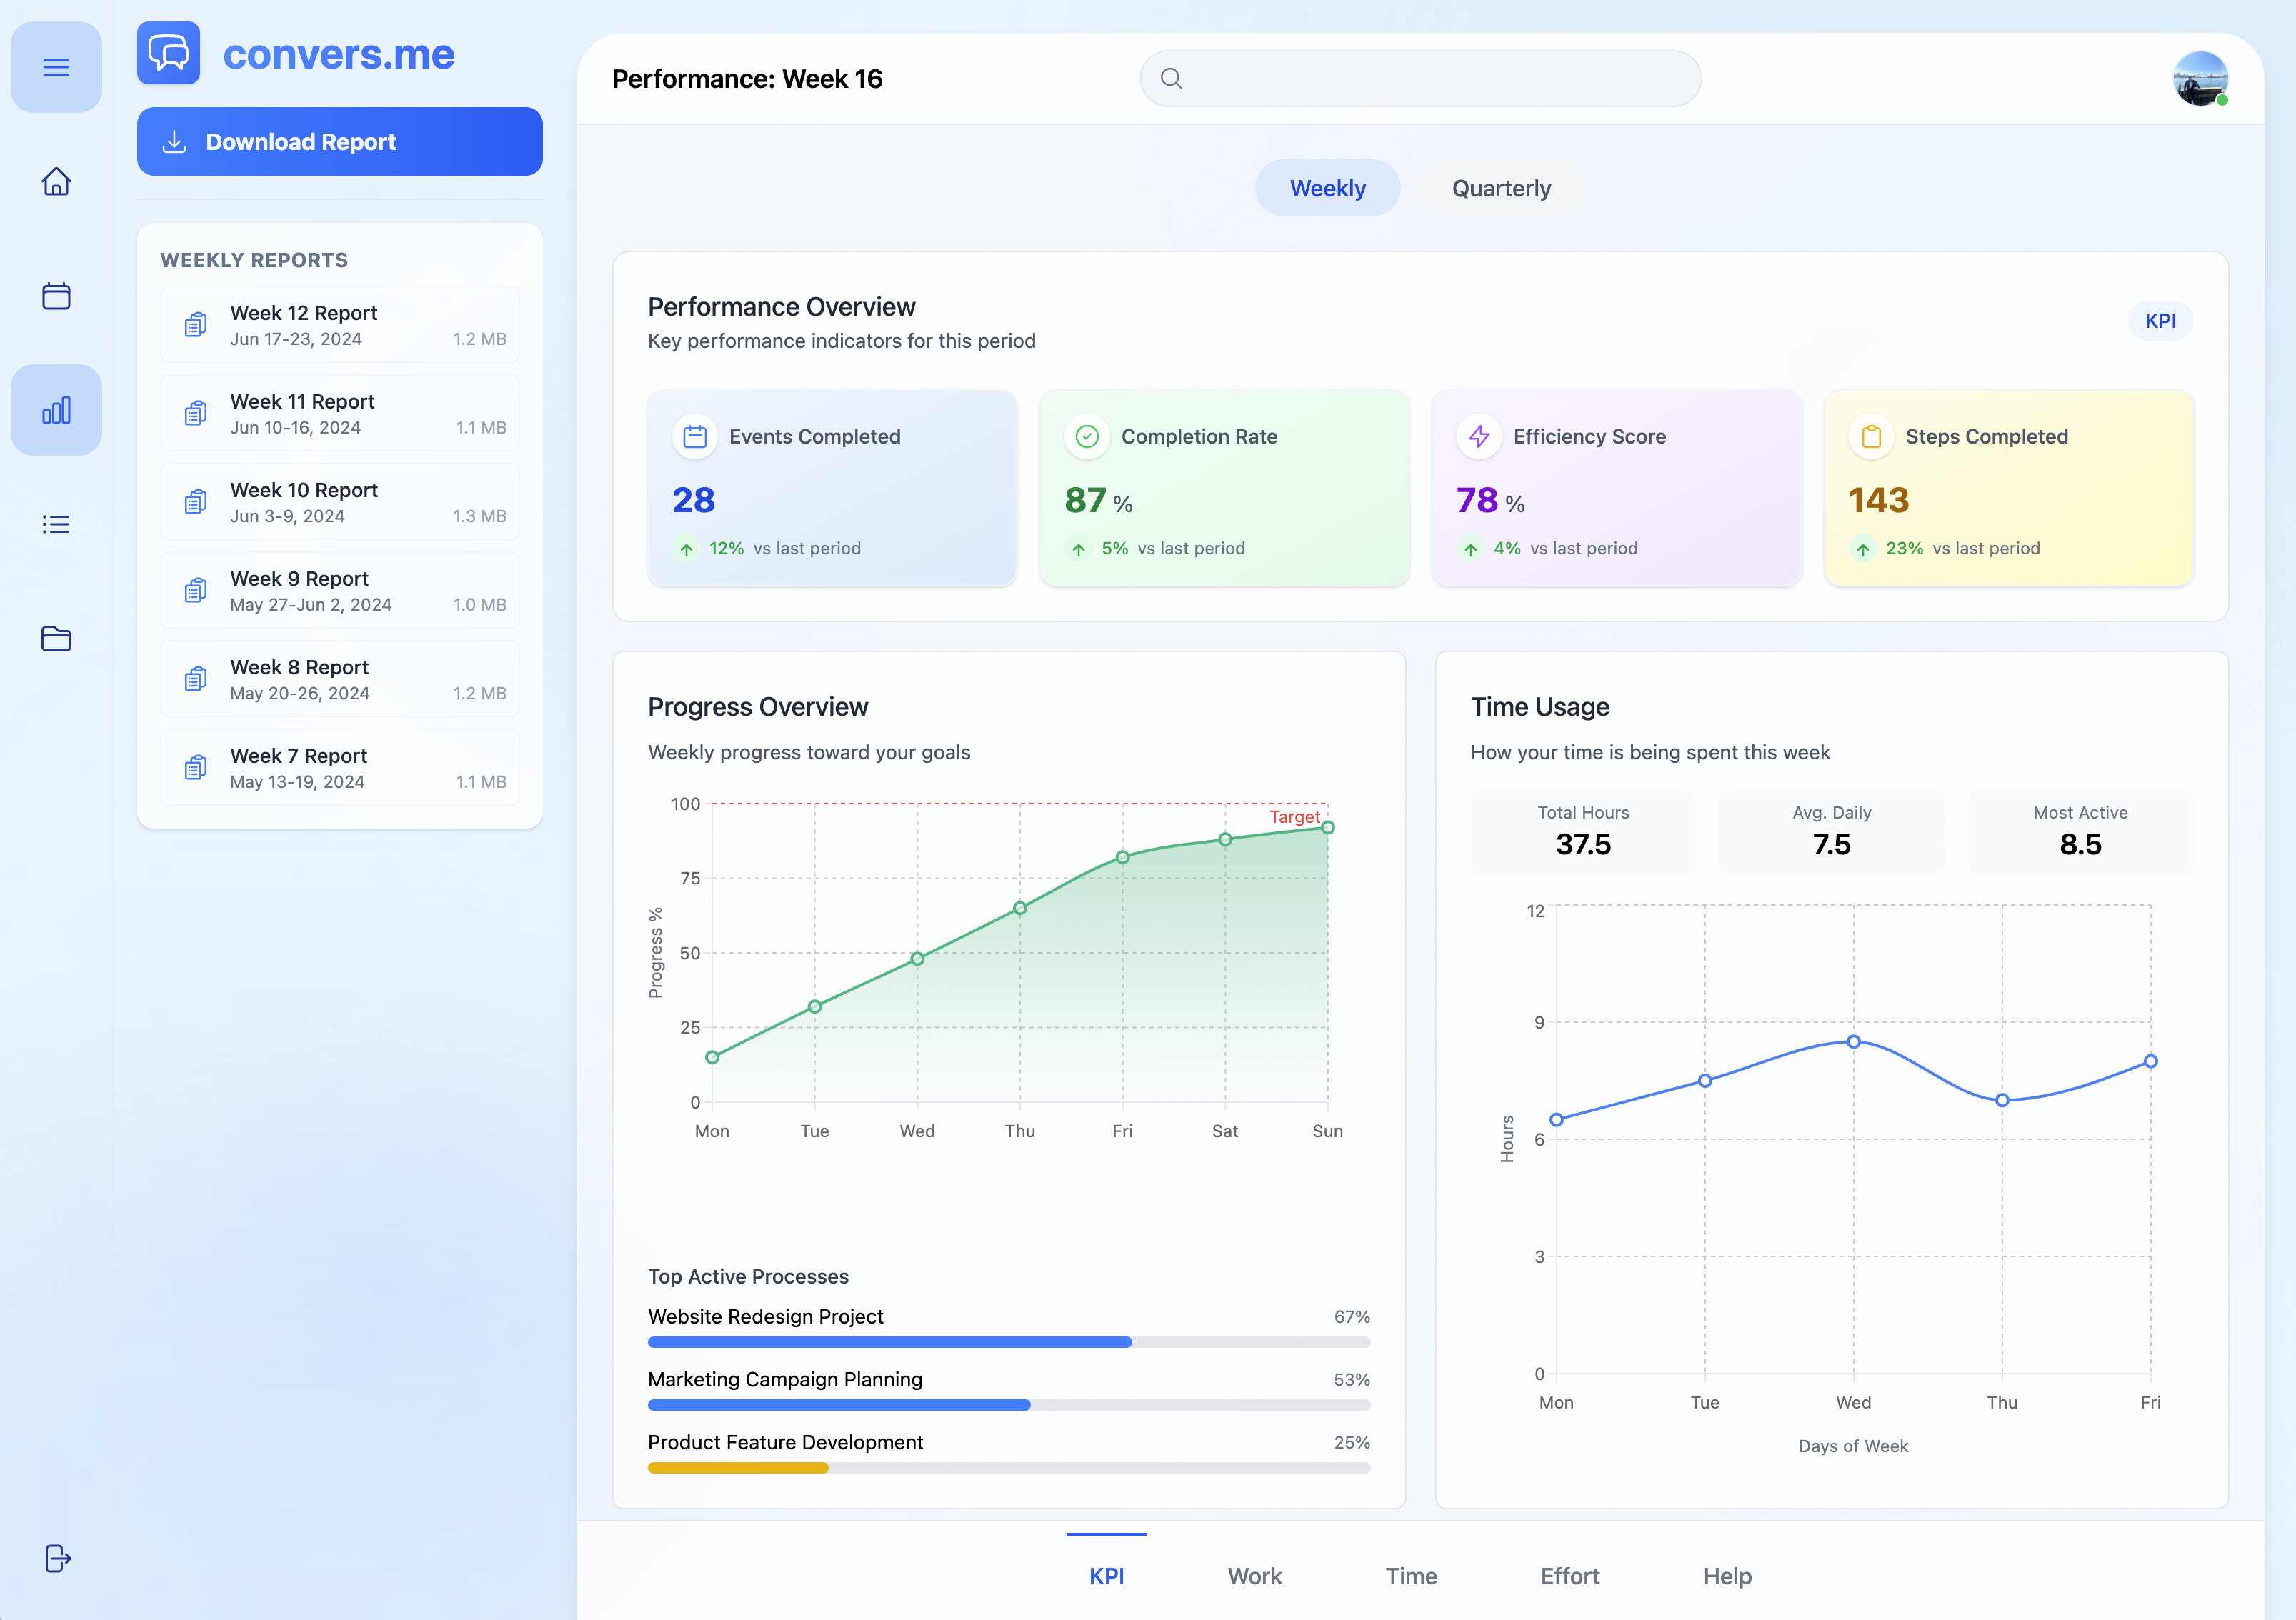 convers.me
Download Report
WEEKLY REPORTS
Week 12 Report
Jun 17-23, 2024 1.2 MB
Week 11 Report
Jun 10-16, 2024 1.1 MB
Week 10 Report
Jun 3-9, 2024 1.3 MB
Week 9 Report
May 27-Jun 2, 2024 1.0 MB
Week 8 Report
May 20-26, 2024 1.2 MB
Week 7 Report
May 13-19, 2024 1.1 MB
Performance: Week 16
Weekly Quarterly
Performance Overview
Key performance indicators for this period
KPI
Events Completed
28
12% vs last period
Completion Rate
87 %
5% vs last period
Efficiency Score
78 %
4% vs last period
Steps Completed
143
23% vs last period
Progress Overview
Weekly progress toward your goals
100
75
50
25
0
Progress %
Target
Mon Tue Wed Thu Fri Sat Sun
Top Active Processes
Website Redesign Project 67%
Marketing Campaign Planning 53%
Product Feature Development 25%
Time Usage
How your time is being spent this week
Total Hours
37.5
Avg. Daily
7.5
Most Active
8.5
12
9
6
3
0
Hours
Mon Tue Wed Thu Fri
Days of Week
KPI Work Time Effort Help